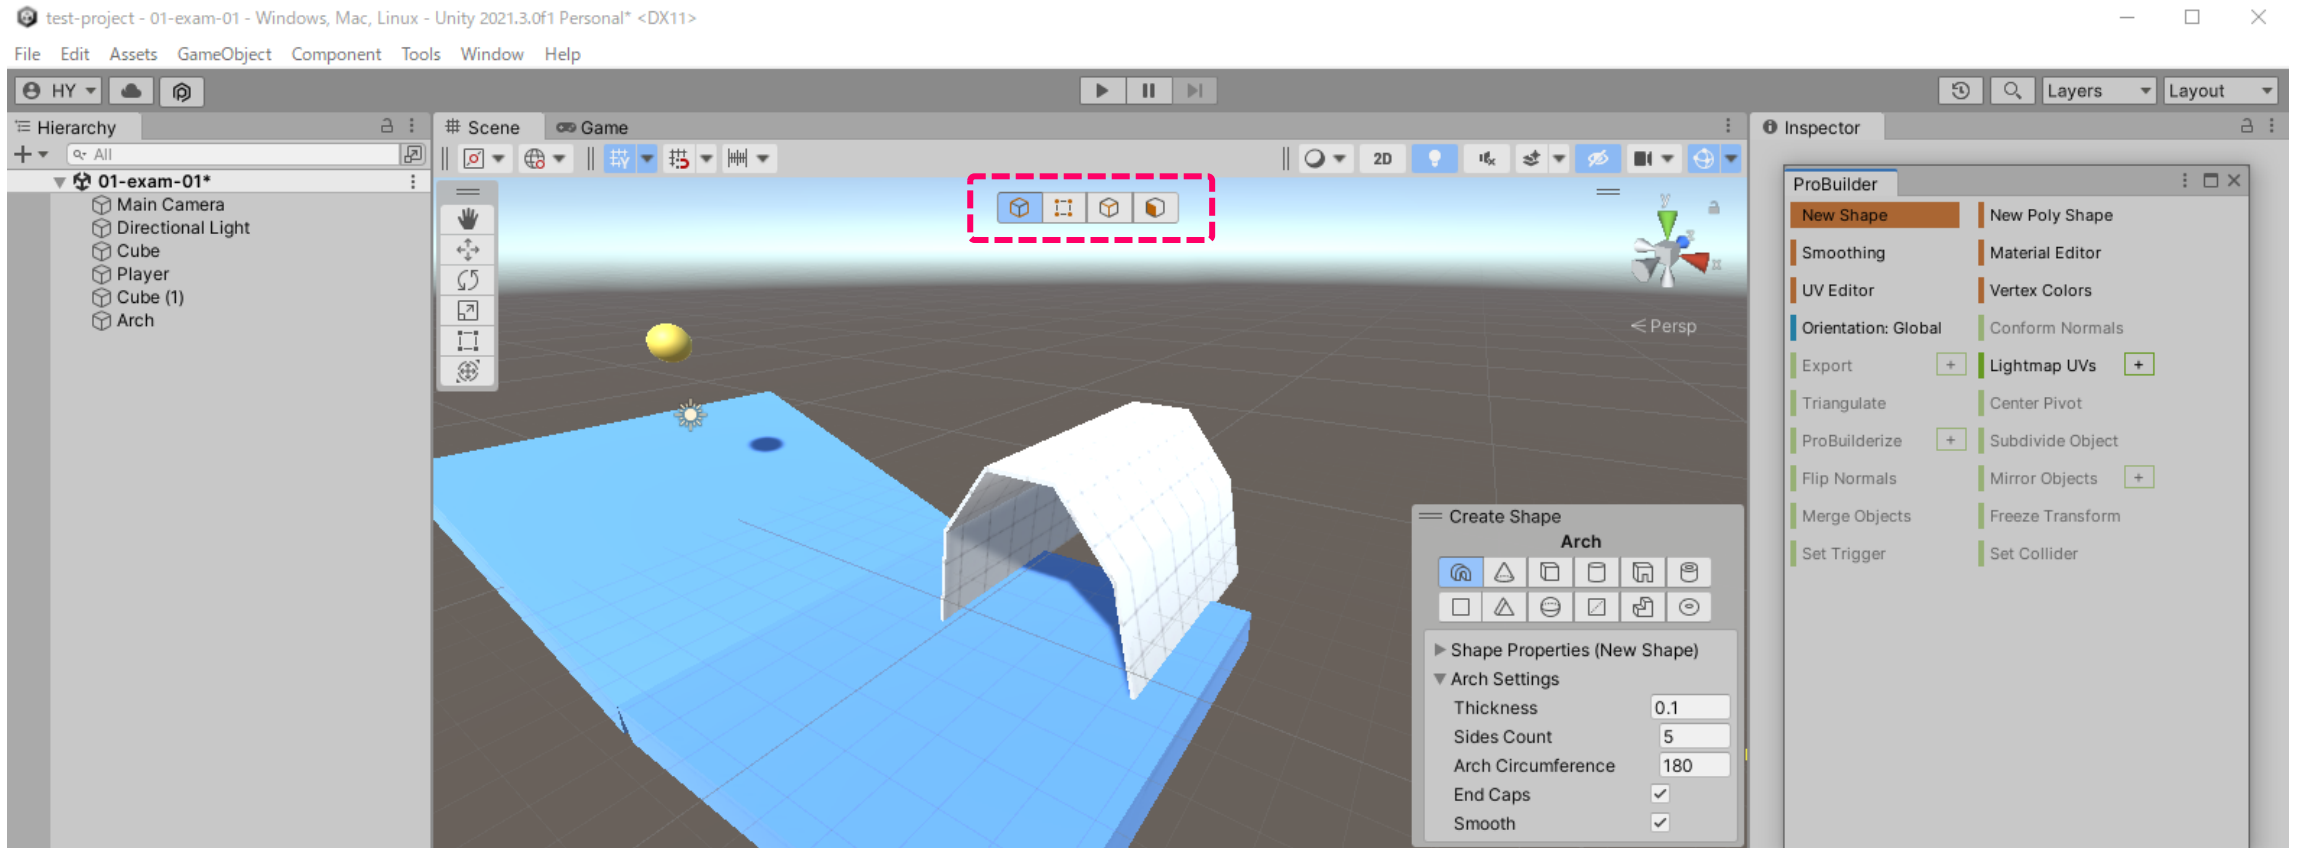 test-project - 01-exam-01 - Windows, Mac, Linux - Unity 2021.3.0f1 Personal* <DX11>
File Edit Assets GameObject Component Tools Window Help
HY Layers Layout
Hierarchy
All
01-exam-01*
Main Camera
Directional Light
Cube
Player
Cube (1)
Arch
Scene Game
2D
y
z
x
Persp
Create Shape
Arch
Shape Properties (New Shape)
Arch Settings
Thickness 0.1
Sides Count 5
Arch Circumference 180
End Caps
Smooth
Inspector
ProBuilder
New Shape New Poly Shape
Smoothing Material Editor
UV Editor Vertex Colors
Orientation: Global Conform Normals
Export + Lightmap UVs +
Triangulate Center Pivot
ProBuilderize + Subdivide Object
Flip Normals Mirror Objects +
Merge Objects Freeze Transform
Set Trigger Set Collider